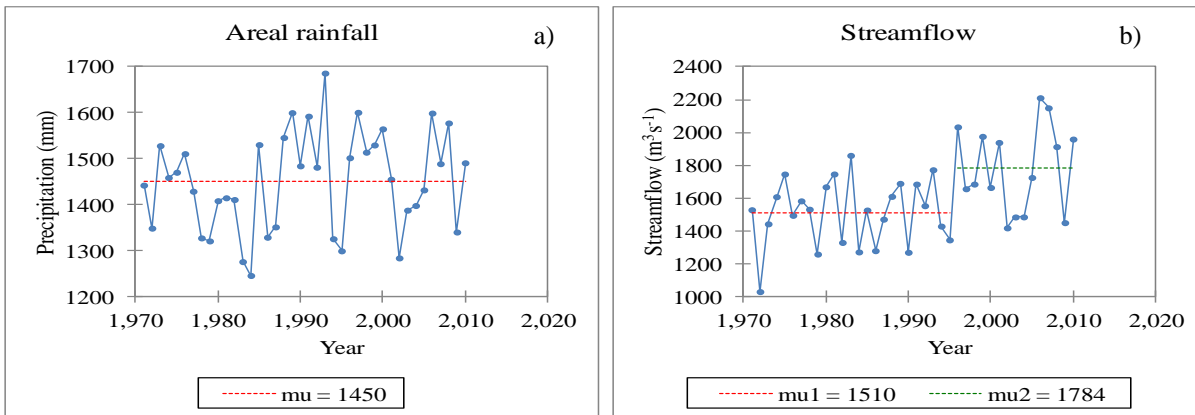 Areal rainfall
a)
1700
1600
1500
1400
1300
1200
Precipitation (mm)
1,970
1,980
1,990
2,000
2,010
2,020
Year
mu = 1450
Streamflow
b)
2400
2200
2000
1800
1600
1400
1200
1000
Streamflow (m³s⁻¹)
1,970
1,980
1,990
2,000
2,010
2,020
Year
mu1 = 1510
mu2 = 1784